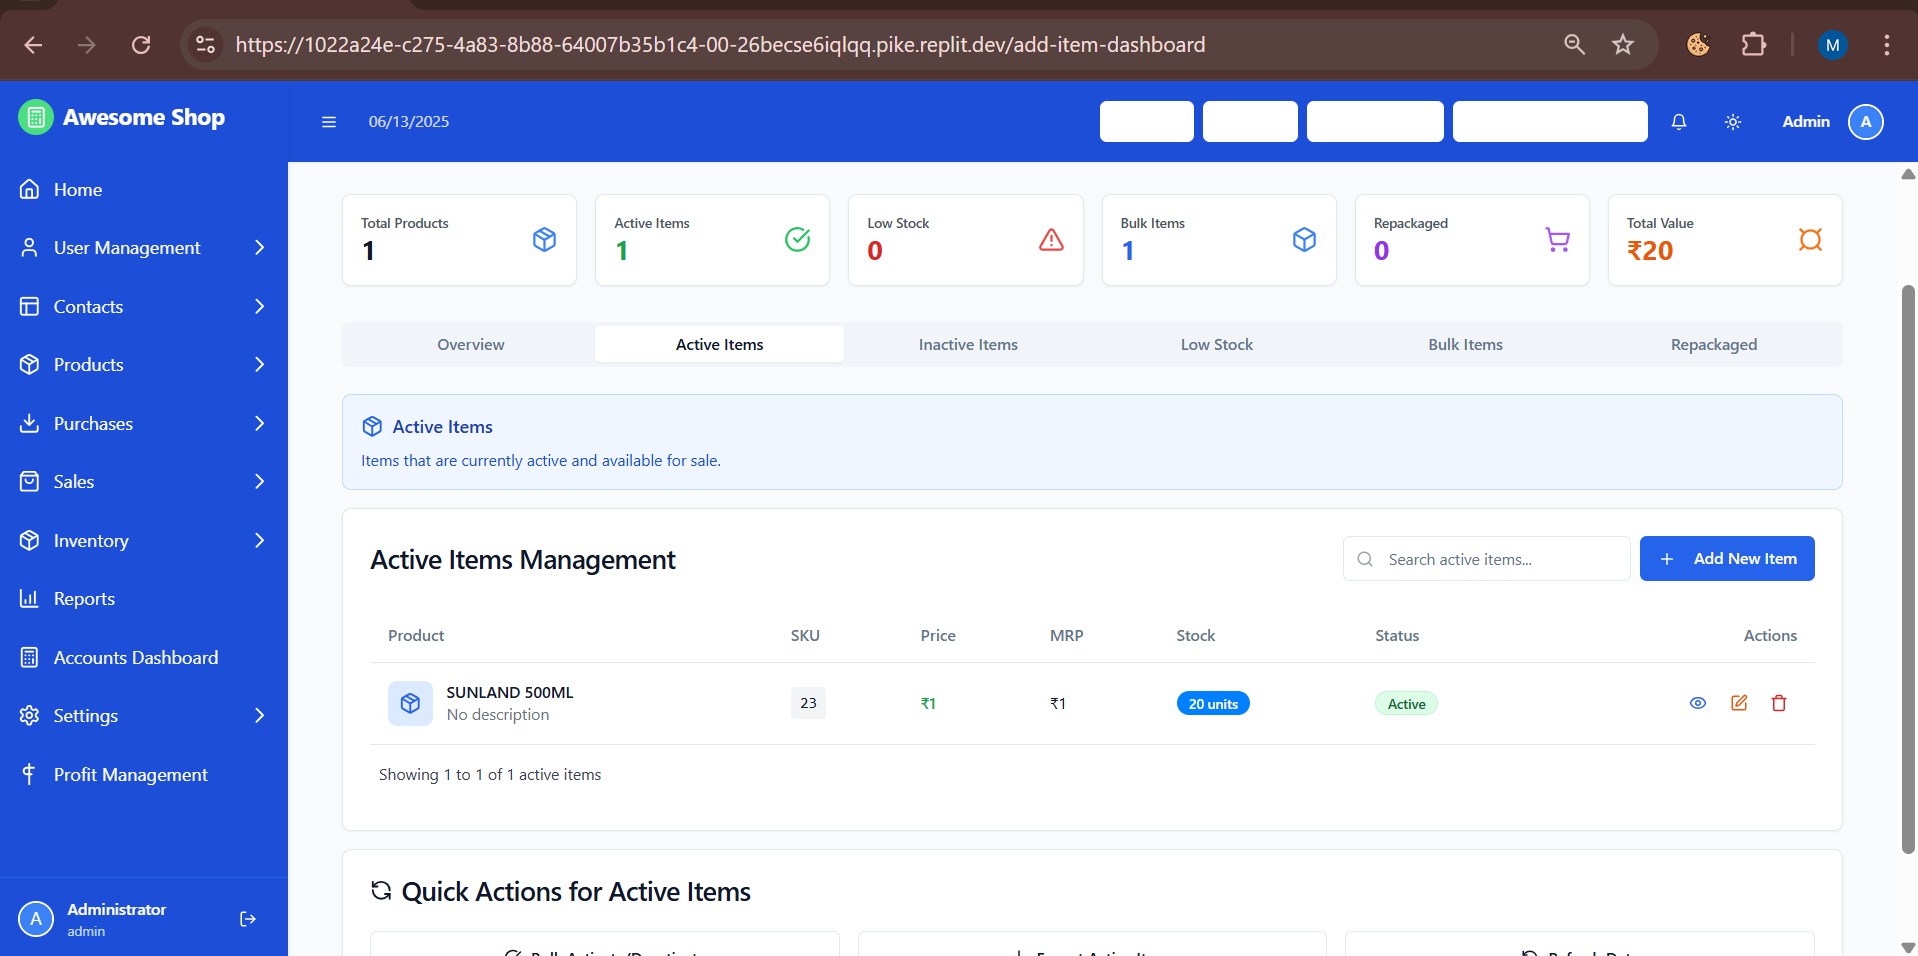 https://1022a24e-c275-4a83-8b88-64007b35b1c4-00-26becse6iqlqq.pike.replit.dev/add-item-dashboard
M
Awesome Shop
06/13/2025
Admin
A
Home
User Management
Contacts
Products
Purchases
Sales
Inventory
Reports
Accounts Dashboard
Settings
Profit Management
A
Administrator
admin
Total Products
1
Active Items
1
Low Stock
0
Bulk Items
1
Repackaged
0
Total Value
₹20
Overview
Active Items
Inactive Items
Low Stock
Bulk Items
Repackaged
Active Items
Items that are currently active and available for sale.
Active Items Management
Search active items...
Add New Item
Product SKU Price MRP Stock Status Actions
SUNLAND 500ML
No description
23
₹1
₹1
20 units
Active
Showing 1 to 1 of 1 active items
Quick Actions for Active Items